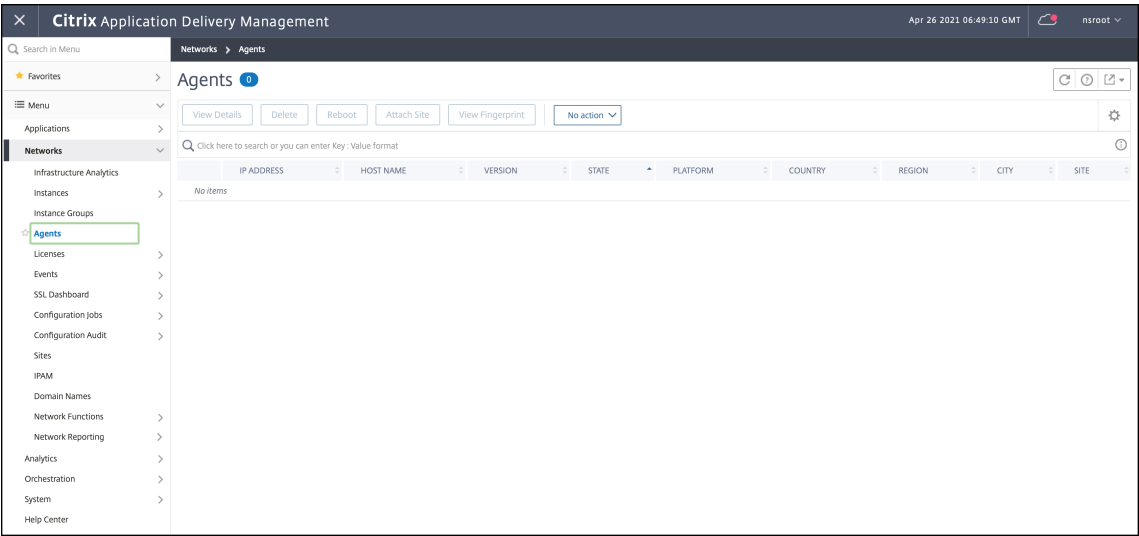 Citrix Application Delivery Management
Apr 26 2021 06:49:10 GMT
nsroot
Search in Menu
Networks > Agents
Favorites
Agents 0
Menu
View Details Delete Reboot Attach Site View Fingerprint No action
Applications
Networks
Click here to search or you can enter Key : Value format
IP ADDRESS HOST NAME VERSION STATE PLATFORM COUNTRY REGION CITY SITE
No items
Infrastructure Analytics
Instances
Instance Groups
Agents
Licenses
Events
SSL Dashboard
Configuration Jobs
Configuration Audit
Sites
IPAM
Domain Names
Network Functions
Network Reporting
Analytics
Orchestration
System
Help Center